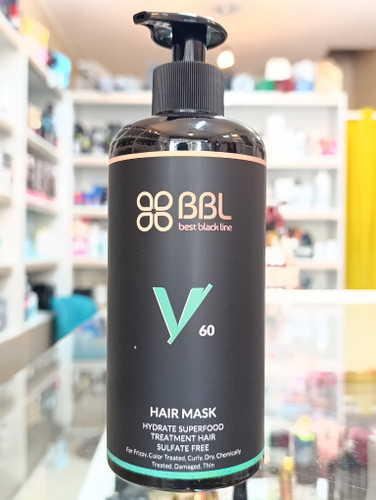 BBL
best black line
V 60
HAIR MASK
HYDRATE SUPERFOOD
TREATMENT HAIR
SULFATE FREE
For Frizzy, Color Treated, Curly, Dry, Chemically
Treated, Damaged, Thin